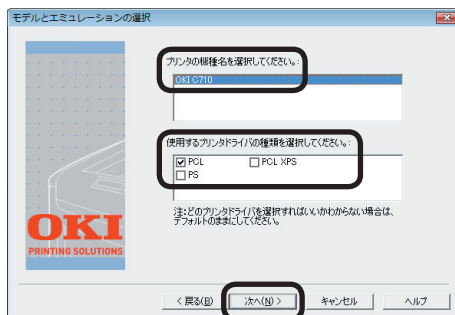 モデルとエミュレーションの選択
プリンタの機種名を選択してください。:
OKI C710
使用するプリンタドライバの種類を選択してください。:
PCL
PCL XPS
PS
注:どのプリンタドライバを選択すればいいかわからない場合は、
デフォルトのままにしてください。
OKI
PRINTING SOLUTIONS
< 戻る(B)
次へ(N) >
キャンセル
ヘルプ